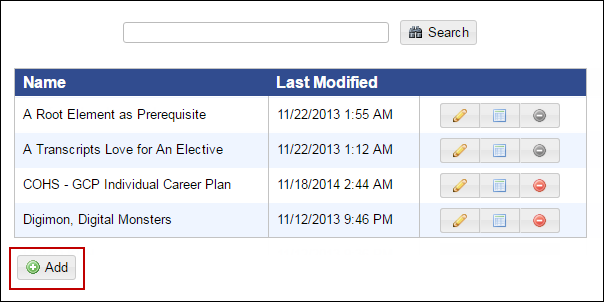 Search
Name Last Modified
A Root Element as Prerequisite 11/22/2013 1:55 AM
A Transcripts Love for An Elective 11/22/2013 1:12 AM
COHS - GCP Individual Career Plan 11/18/2014 2:44 AM
Digimon, Digital Monsters 11/12/2013 9:46 PM
Add